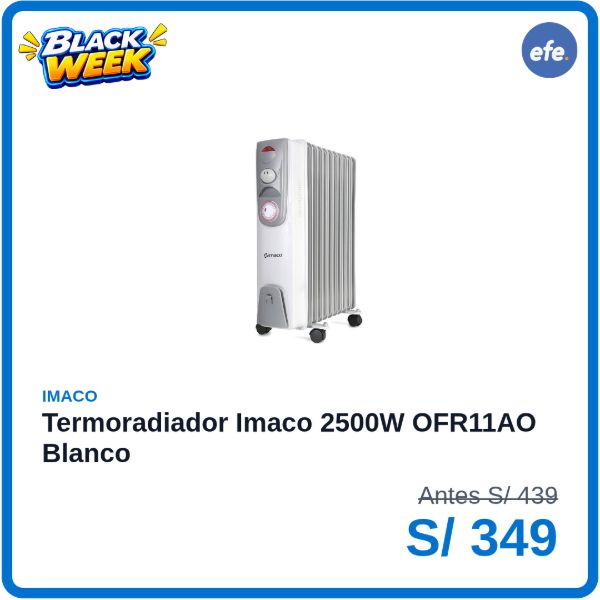 BLACK
WEEK
efe.
imaco
IMACO
Termoradiador Imaco 2500W OFR11AO
Blanco
Antes S/ 439
S/ 349